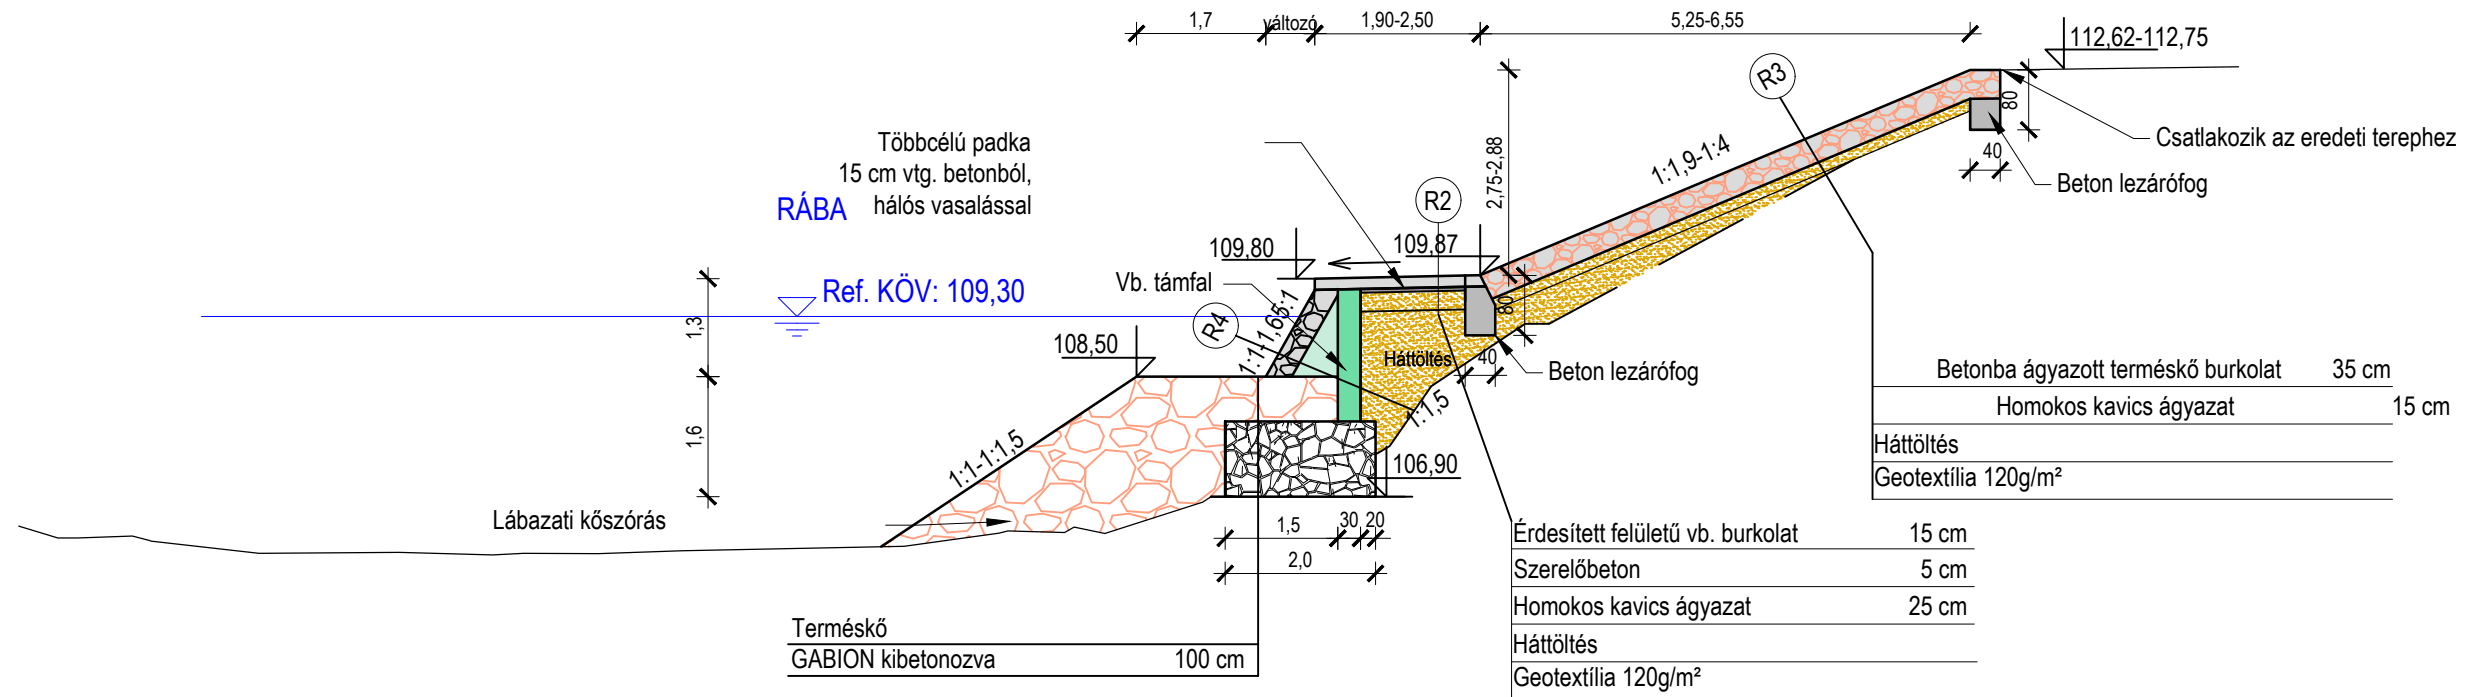 1,7
változó
1,90-2,50
5,25-6,55
112,62-112,75
R3
80
Többcélú padka
15 cm vtg. betonból,
hálós vasalással
RÁBA
2,75-2,88
1:1,9-1:4
Csatlakozik az eredeti terephez
40
Beton lezárófog
R2
109,80
109,87
Ref. KÖV: 109,30
Vb. támfal
80
1,3
R4
1:1-1,65:1
108,50
Háttöltés
40
Beton lezárófog
1:1,5
Betonba ágyazott terméskő burkolat 35 cm
Homokos kavics ágyazat 15 cm
Háttöltés
Geotextília 120g/m²
1,6
1:1-1:1,5
106,90
Lábazati kőszórás
1,5
30
20
2,0
Érdesített felületű vb. burkolat 15 cm
Szerelőbeton 5 cm
Homokos kavics ágyazat 25 cm
Háttöltés
Geotextília 120g/m²
Terméskő
GABION kibetonozva 100 cm